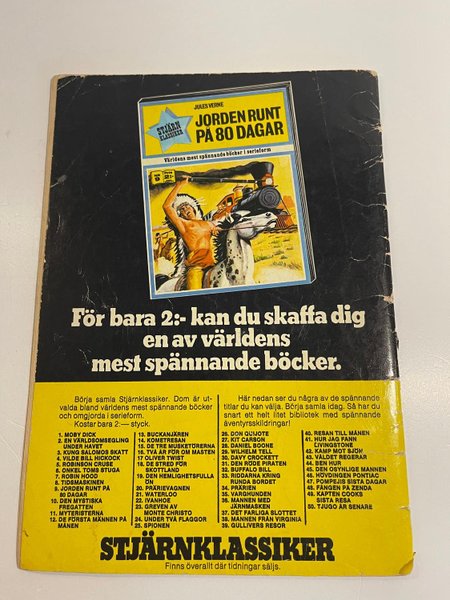 JULES VERNE
STJÄRN
KLASSIKER
JORDEN RUNT
PÅ 80 DAGAR
Världens mest spännande böcker i serieform
För bara 2:- kan du skaffa dig
en av världens
mest spännande böcker.
Börja samla Stjärnklassiker. Dom är ut-
valda bland världens mest spännande böcker
och omgjorda i serieform.
Kostar bara 2:— styck.
Här nedan ser du några av de spännande
titlar du kan välja. Börja samla idag. Så har du
snart ett helt litet bibliotek med spännande
äventyrsskildringar!
1. MOBY DICK
2. EN VÄRLDSOMSEGLING
UNDER HAVET
3. KUNG SALOMOS SKATT
4. VILDE BILL HICKOCK
5. ROBINSON CRUSE
6. ONKEL TOMS STUGA
7. ROBIN HOOD
8. JORDEN RUNT PÅ
80 DAGAR
10. DEN MYSTISKA
FREGATTEN
11. MYTERISTERNA
12. DE FÖRSTA MÄNNEN PÅ
MÅNEN
13. BUCKANJÄREN
14. KOMETRESAN
15. DE TRE MUSKETÖRERNA
16. TVÅ ÅR FÖR OM MASTEN
17. OLIVER TWIST
18. DE STRED FÖR
SKOTTLAND
19. DEN HEMLIGHETSFULLA
ÖN
20. PRÄRIEVAGNEN
21. WATERLOO
22. IVANHOE
23. GREVEN AV
MONTE CHRISTO
24. UNDER TVÅ FLAGGOR
25. SPIONEN
26. DON QUIJOTE
27. KIT CARSON
28. DANIEL BOONE
29. WILHELM TELL
30. DAVY CROCKETT
31. DEN RÖDE PIRATEN
32. BUFFALO BILL
33. RIDDARNA KRING
RUNDA BORDET
34. PRÄRIEN
35. VARGHUNDEN
36. MANNEN MED
JÄRNMASKEN
37. DET FARLIGA SLOTTET
38. MANNEN FRÅN VIRGINIA
39. GULLIVERS RESOR
40. RESAN TILL MÅNEN
41. HUR JAG FANN
LIVINGSTONE
42. KAMP MOT SJÖH
43. VÅLDET REGERAR
44. BEN HUR
45. DEN OSYNLIGE MANNEN
46. HÖVDINGEN PONTIAC
47. POMPEJIS SISTA DAGAR
48. FÅNGEN PÅ ZENDA
49. KAPTEN COOKS
SISTA RESA
50. TJUGO ÅR SENARE
STJÄRNKLASSIKER
Finns överallt där tidningar säljs.